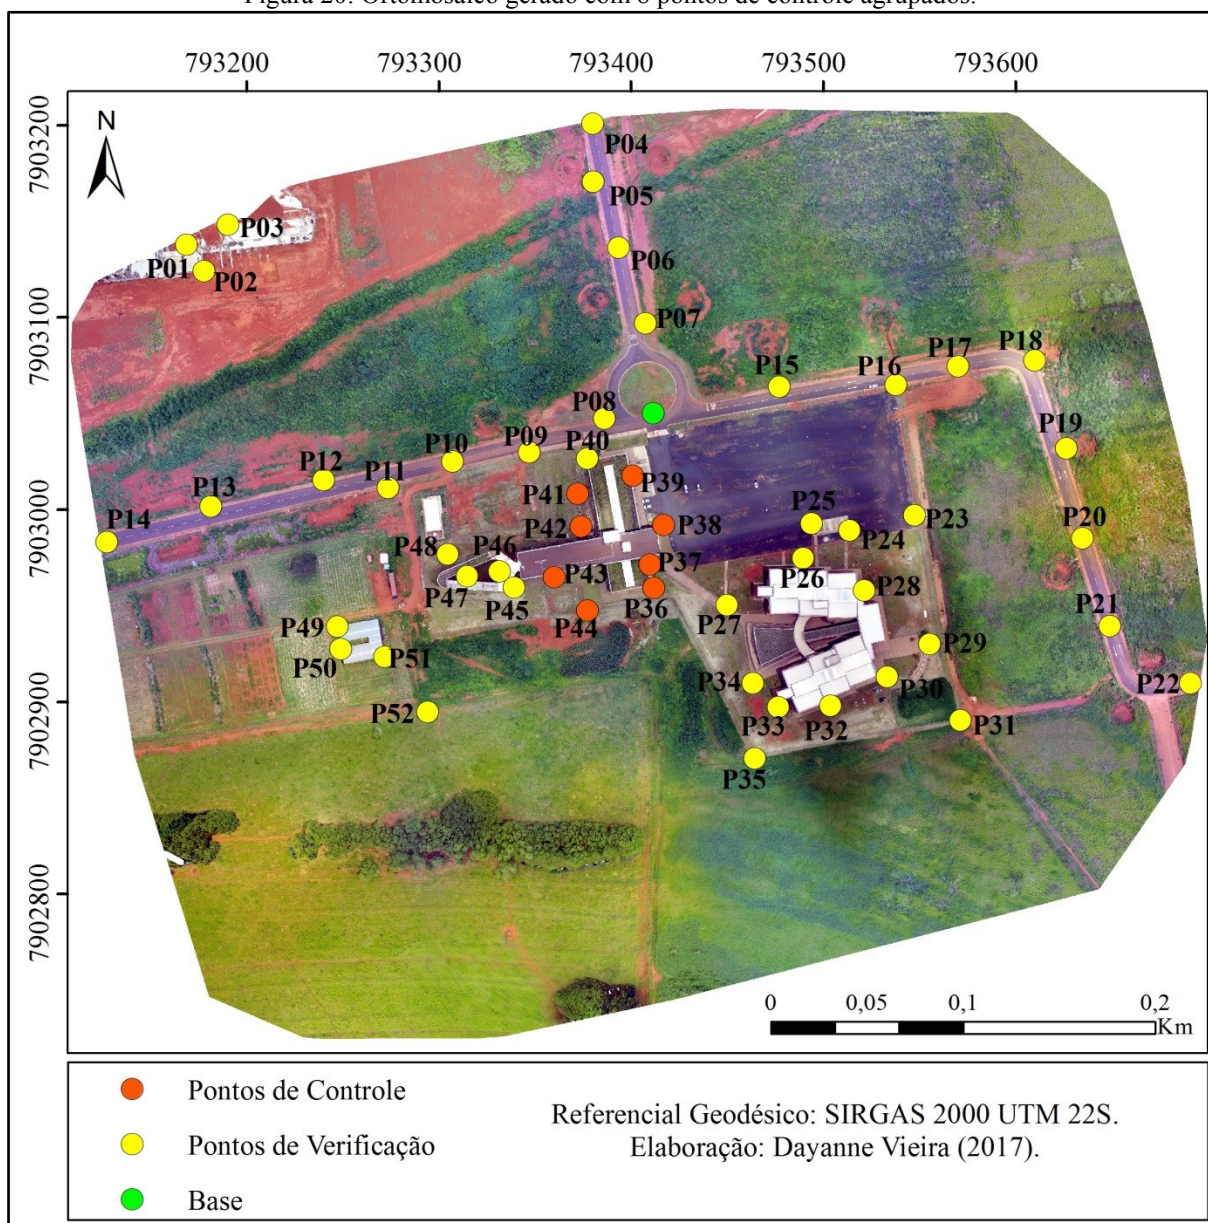 Figura 20: Ortomosaico gerado com 8 pontos de controle agrupados.
793200 793300 793400 793500 793600
7903200
7903100
7903000
7902900
7902800
N
P04
P05
P03
P01
P02
P06
P07
P15
P16
P17
P18
P08
P19
P09
P40
P10
P12
P11
P13
P14
P39
P41
P42
P38
P25
P24
P23
P20
P48
P46
P37
P26
P43
P47
P45
P36
P28
P44
P27
P21
P49
P50
P51
P29
P34
P30
P22
P52
P33
P32
P31
P35
0 0,05 0,1 0,2
Km
Pontos de Controle
Pontos de Verificação
Base
Referencial Geodésico: SIRGAS 2000 UTM 22S.
Elaboração: Dayanne Vieira (2017).